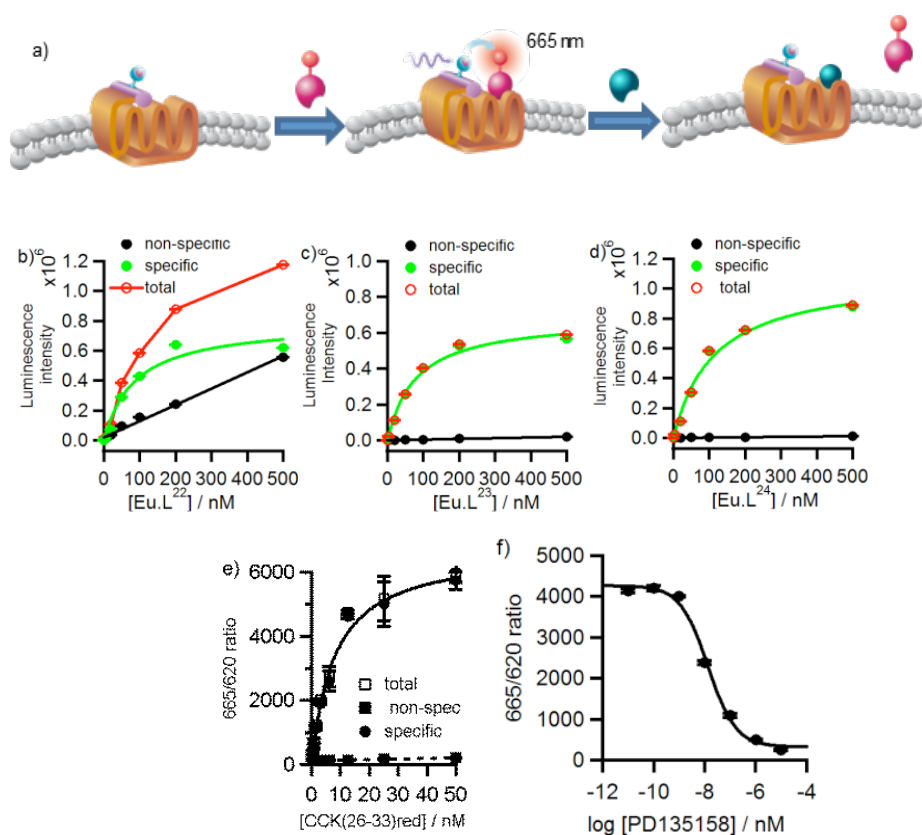 a)
665 nm
b)
x10^6
non-specific
specific
total
1.2
1.0
0.8
0.6
0.4
0.2
0.0
Luminescence
intensity
0 100 200 300 400 500
[Eu.L^22] / nM
c)
x10^6
non-specific
specific
total
1.2
1.0
0.8
0.6
0.4
0.2
0.0
Luminescence
Intensity
0 100 200 300 400 500
[Eu.L^23] / nM
d)
x10^6
non-specific
specific
total
1.2
1.0
0.8
0.6
0.4
0.2
0.0
luminescence
intensity
0 100 200 300 400 500
[Eu.L^24] / nM
e)
6000
4000
2000
0
665/620 ratio
total
non-spec
specific
0 10 20 30 40 50
[CCK(26-33)red] / nM
f)
5000
4000
3000
2000
1000
0
665/620 ratio
-12 -10 -8 -6 -4
log [PD135158] / nM